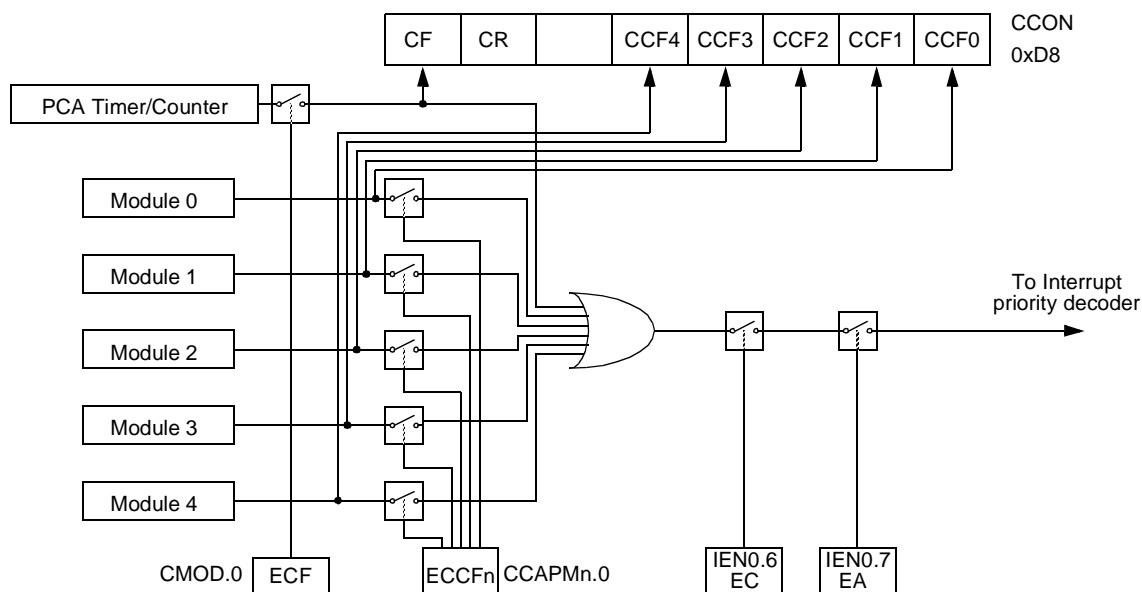 CF CR CCF4 CCF3 CCF2 CCF1 CCF0
CCON
0xD8
PCA Timer/Counter
Module 0
Module 1
To Interrupt
priority decoder
Module 2
Module 3
Module 4
CMOD.0 ECF
ECCFn CCAPMn.0
IEN0.6
EC
IEN0.7
EA